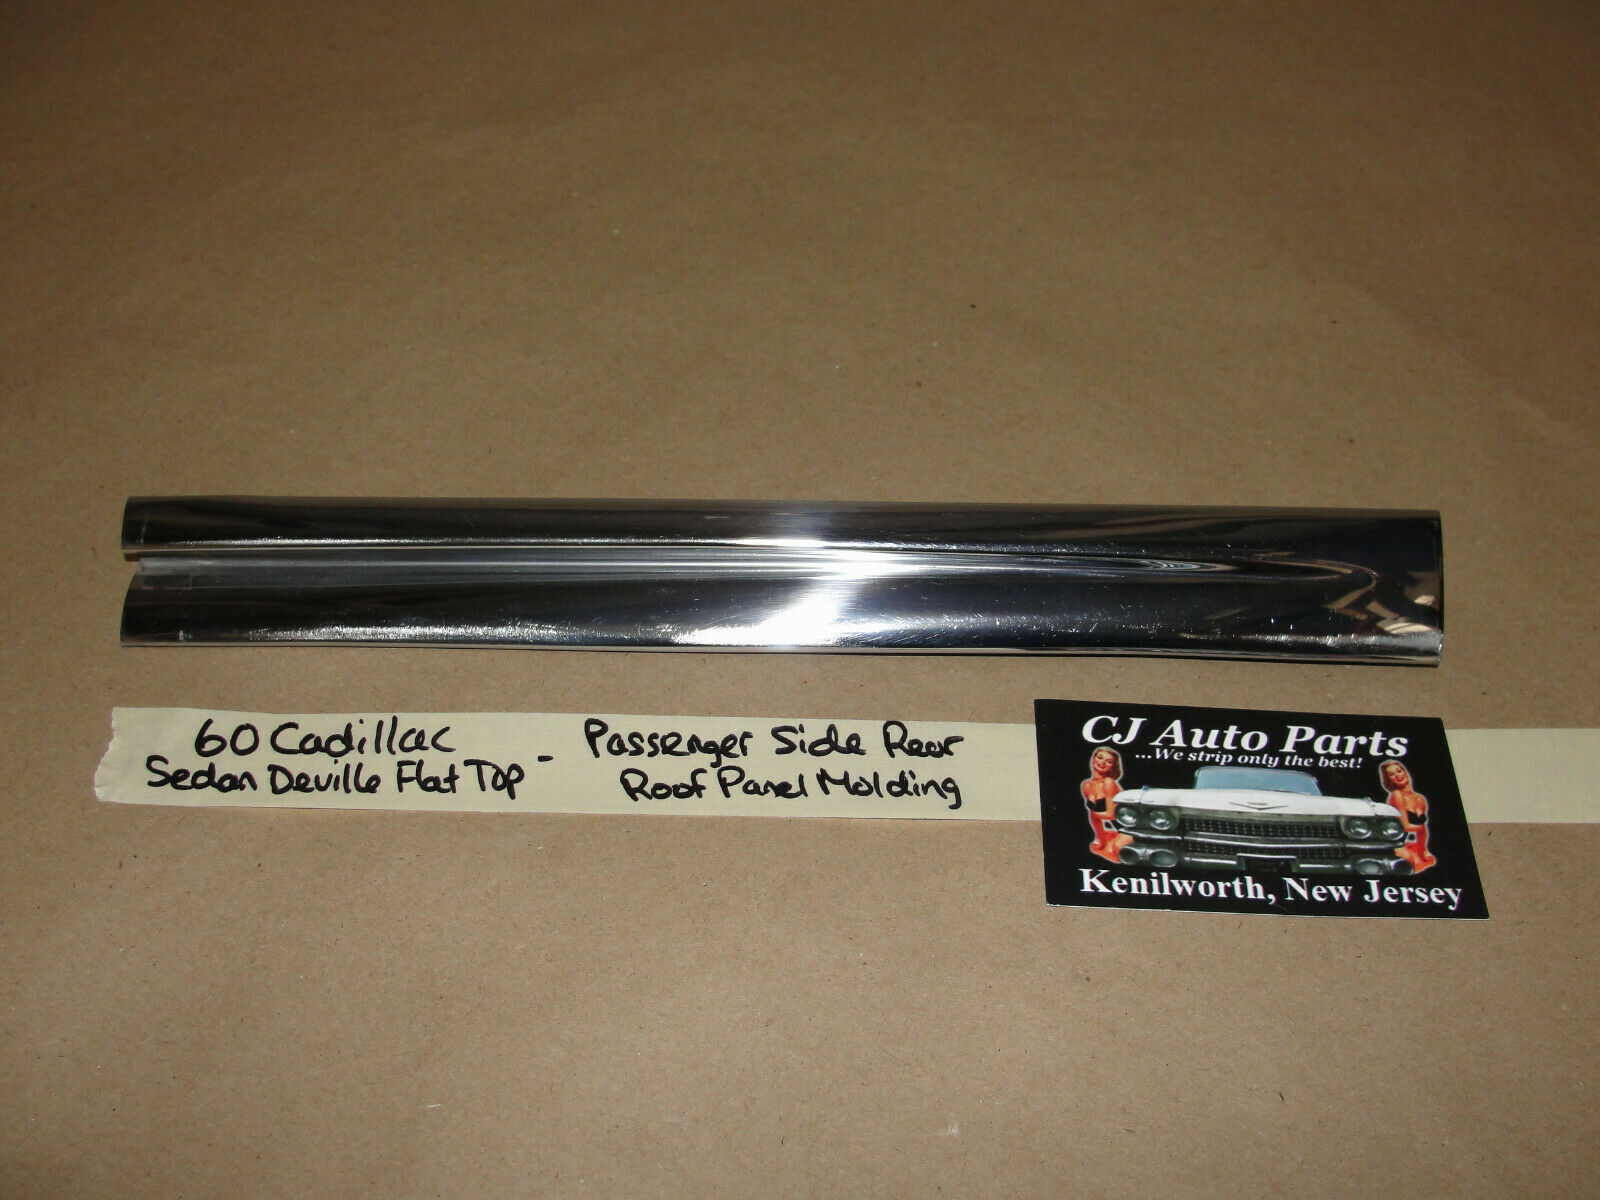 60 Cadillac
Sedan Deville Flat Top -
Passenger Side Rear
Roof Panel Molding
CJ Auto Parts
...We strip only the best!
Kenilworth, New Jersey